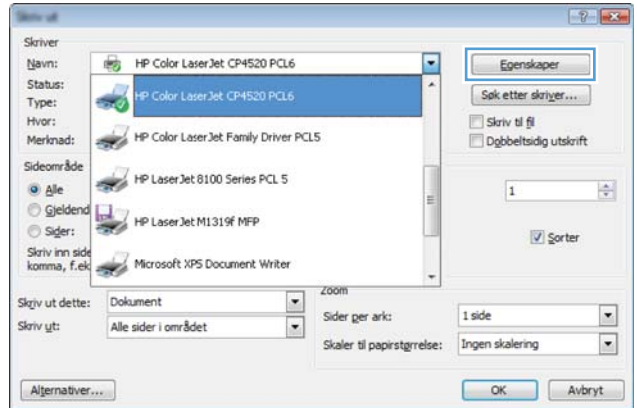 Skriv ut
Skriver
Navn: HP Color LaserJet CP4520 PCL6
Egenskaper
Status:
HP Color LaserJet CP4520 PCL6
Søk etter skriver...
Type:
Hvor:
Skriv til fil
Merknad:
HP Color LaserJet Family Driver PCL5
Dobbeltsidig utskrift
Sideområde
HP LaserJet 8100 Series PCL 5
Alle
1
Gjeldend
HP LaserJet M1319f MFP
Sider:
Sorter
Skriv inn side
komma, f.ek
Microsoft XPS Document Writer
Zoom
Skriv ut dette: Dokument
Sider per ark: 1 side
Skriv ut: Alle sider i området
Skaler til papirstørrelse: Ingen skalering
Alternativer...
OK
Avbryt